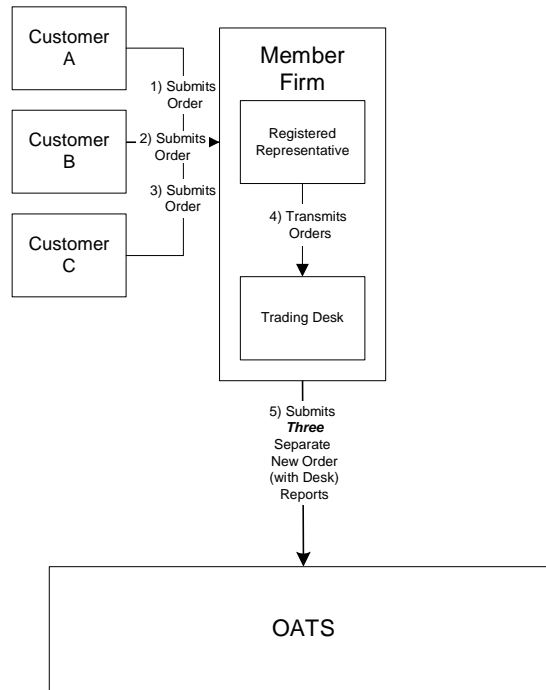 Customer
A
1) Submits
Order
Customer
B
2) Submits
Order
3) Submits
Order
Customer
C
Member
Firm
Registered
Representative
4) Transmits
Orders
Trading Desk
5) Submits
Three
Separate
New Order
(with Desk)
Reports
OATS